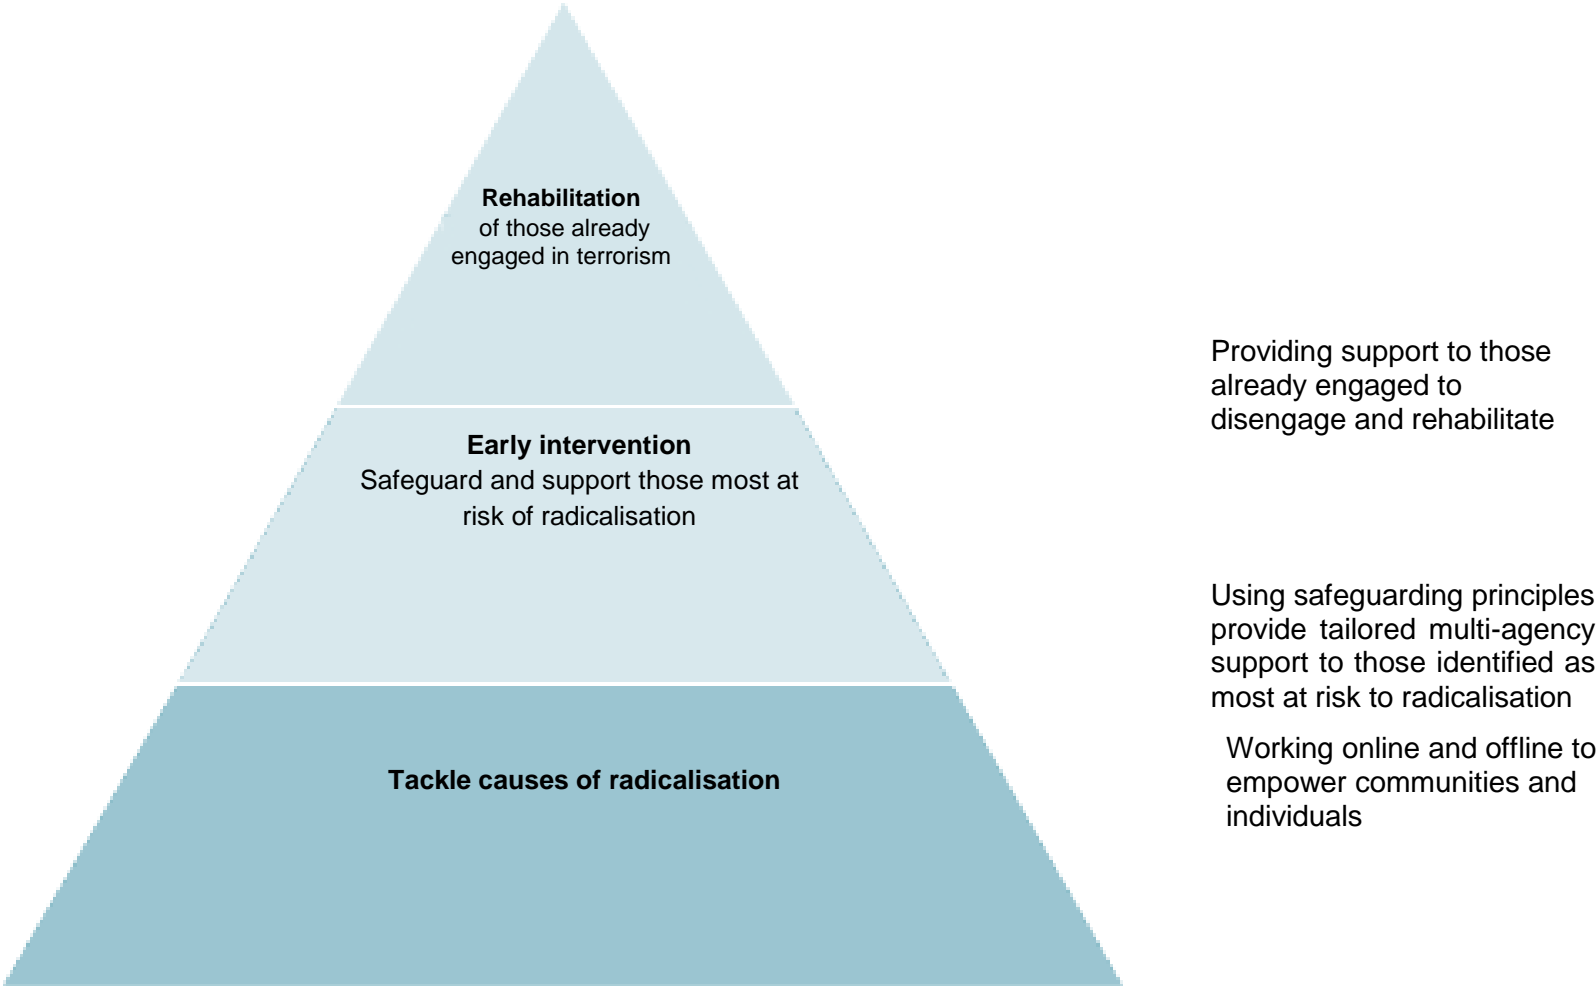 Rehabilitation
of those already
engaged in terrorism
Providing support to those
already engaged to
disengage and rehabilitate
Early intervention
Safeguard and support those most at
risk of radicalisation
Using safeguarding principles
provide tailored multi-agency
support to those identified as
most at risk to radicalisation
Tackle causes of radicalisation
Working online and offline to
empower communities and
individuals